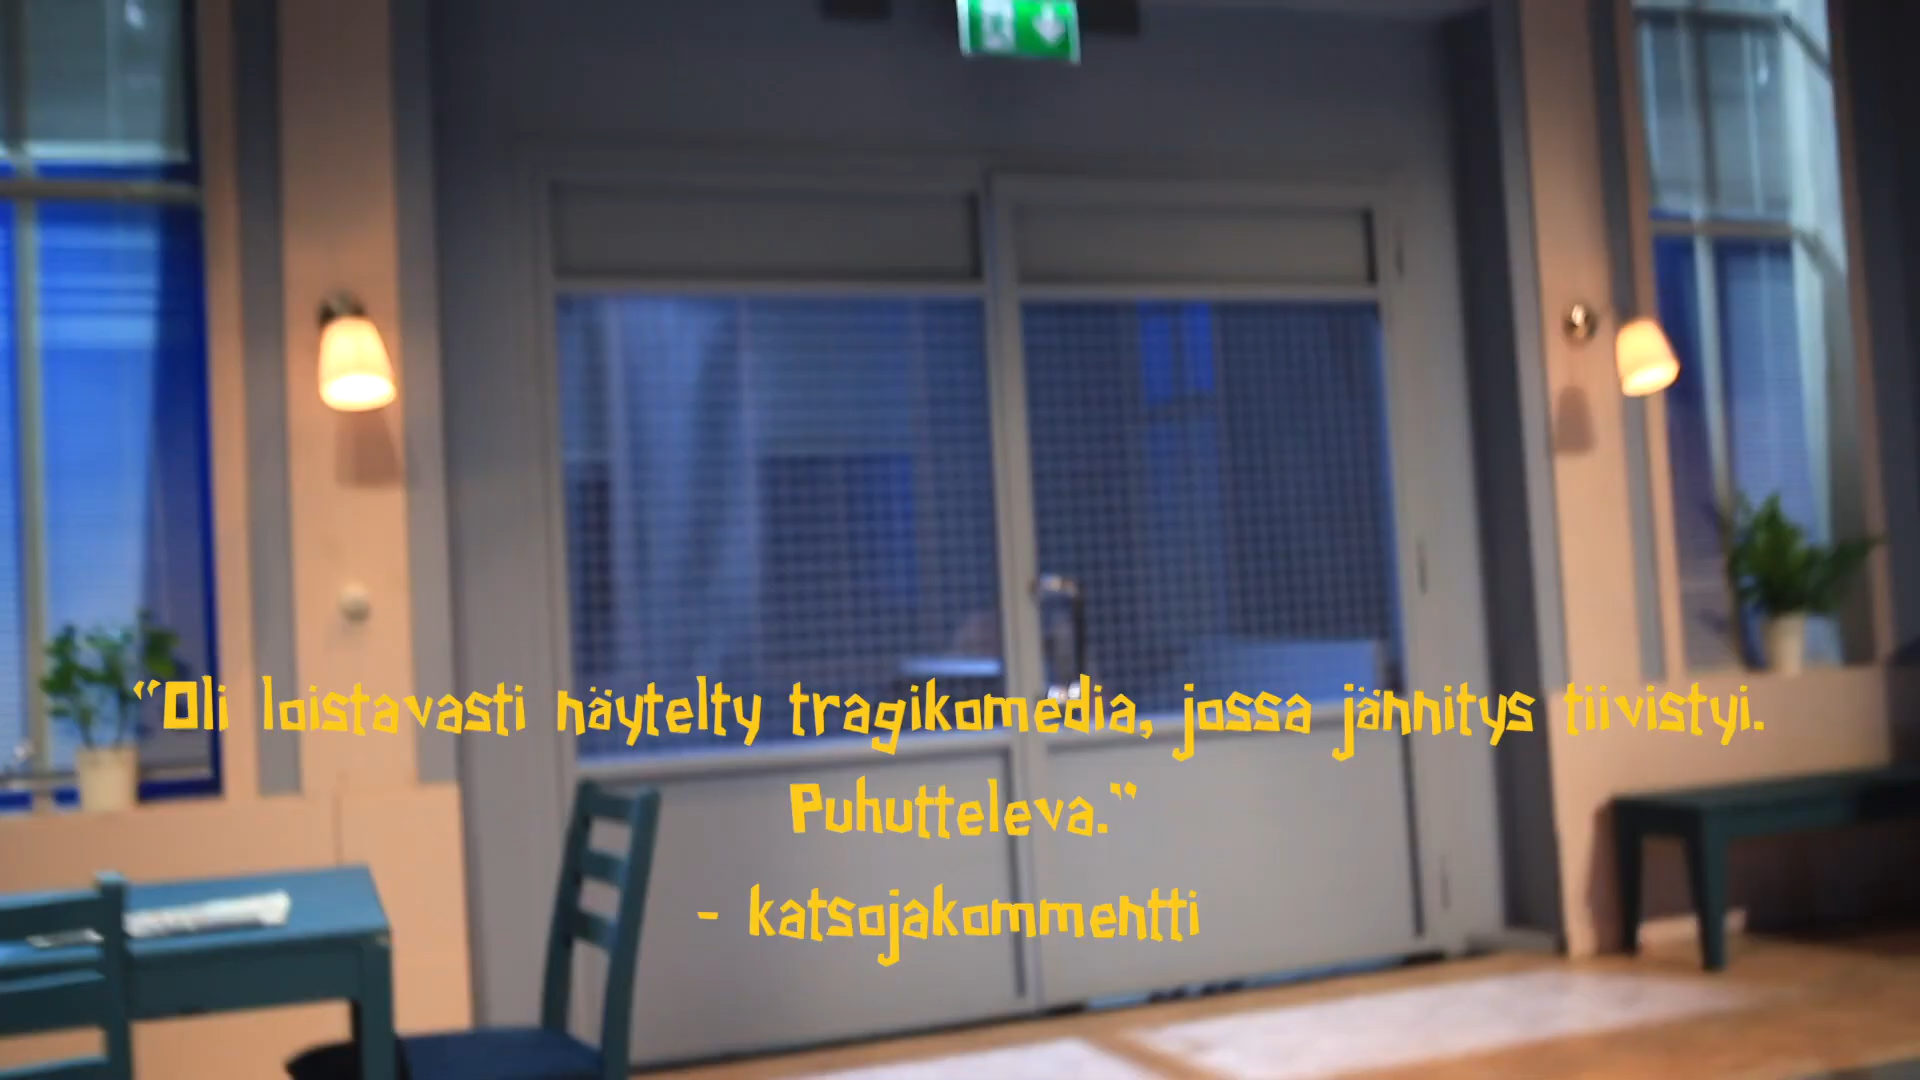 “Oli loistavasti näytelty tragikomedia, jossa jännitys tiivistyi.
Puhutteleva.”
- katsojakommentti